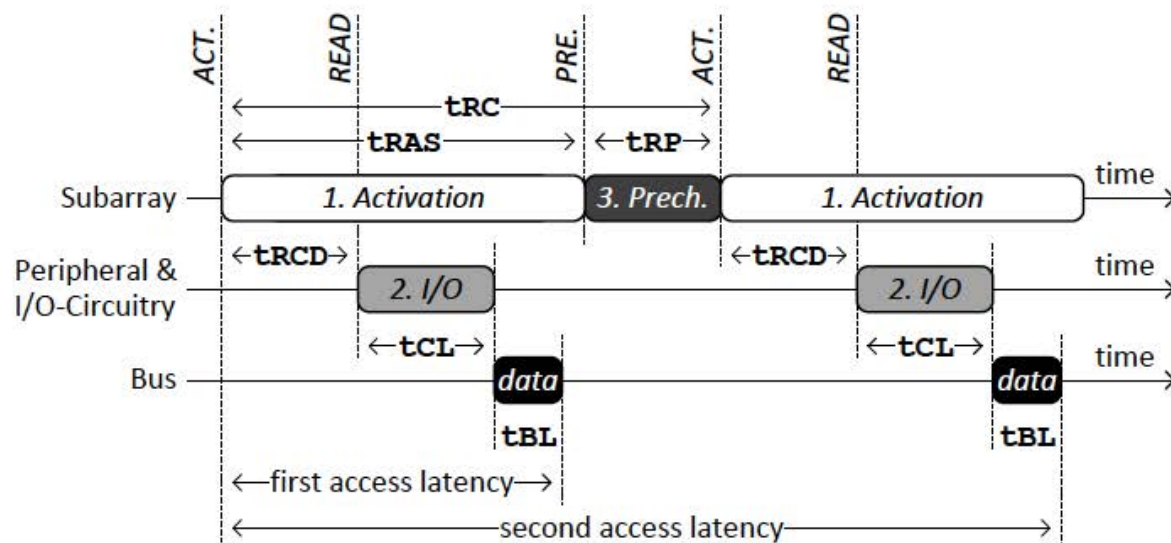 ACT.
READ
PRE.
ACT.
READ
tRC
tRAS
tRP
Subarray
1. Activation
3. Prech.
1. Activation
time
Peripheral &
I/O-Circuitry
tRCD
2. I/O
tRCD
2. I/O
time
tCL
tCL
Bus
data
data
time
tBL
tBL
first access latency
second access latency